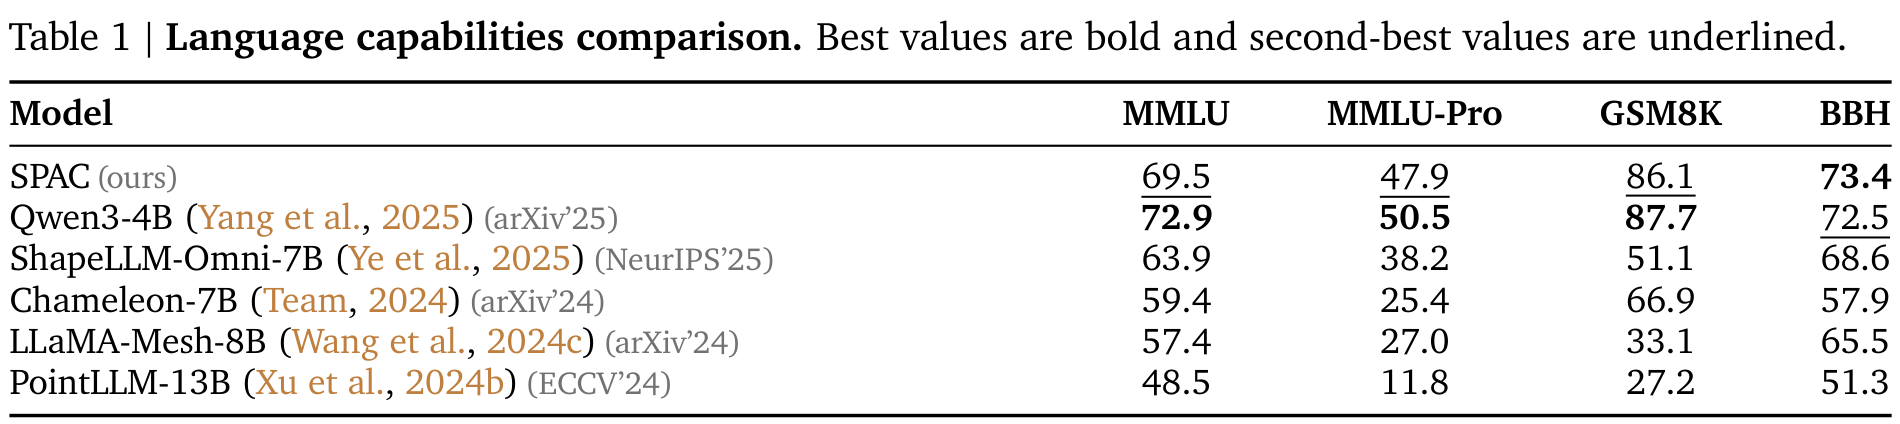 Table 1 | Language capabilities comparison. Best values are bold and second-best values are underlined.
Model MMLU MMLU-Pro GSM8K BBH
SPAC (ours) 69.5 47.9 86.1 73.4
Qwen3-4B (Yang et al., 2025) (arXiv’25) 72.9 50.5 87.7 72.5
ShapeLLM-Omni-7B (Ye et al., 2025) (NeurIPS’25) 63.9 38.2 51.1 68.6
Chameleon-7B (Team, 2024) (arXiv’24) 59.4 25.4 66.9 57.9
LLaMA-Mesh-8B (Wang et al., 2024c) (arXiv’24) 57.4 27.0 33.1 65.5
PointLLM-13B (Xu et al., 2024b) (ECCV’24) 48.5 11.8 27.2 51.3